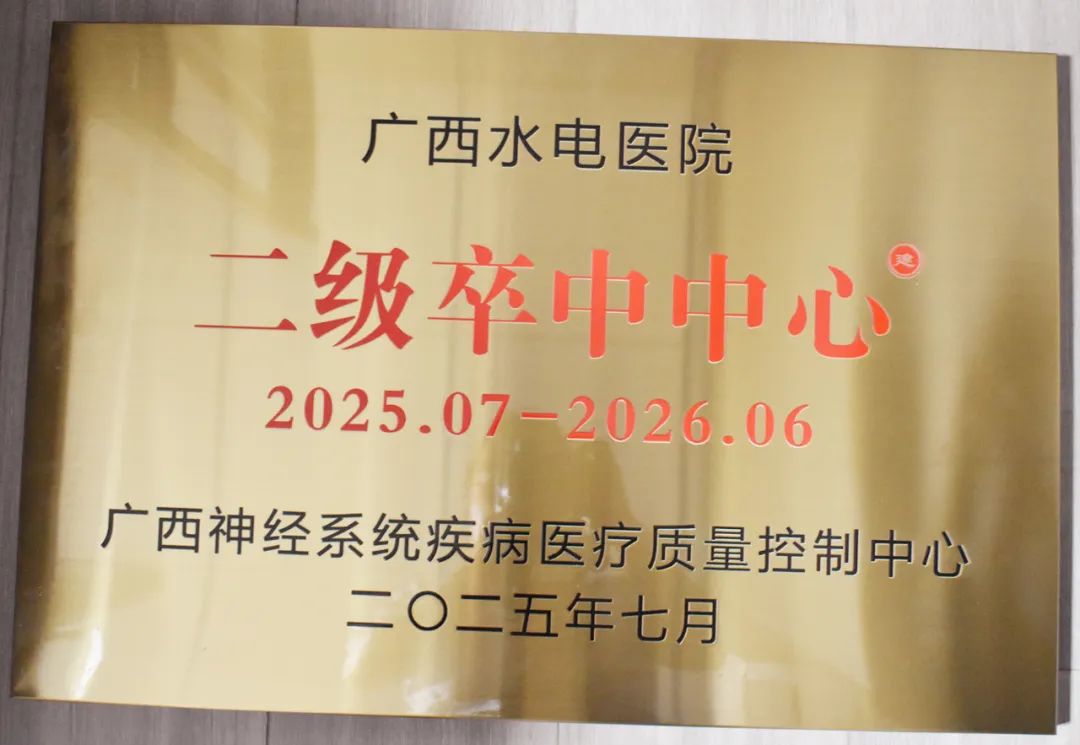 广西水电医院
二级卒中中心 建
2025.07-2026.06
广西神经系统疾病医疗质量控制中心
二〇二五年七月